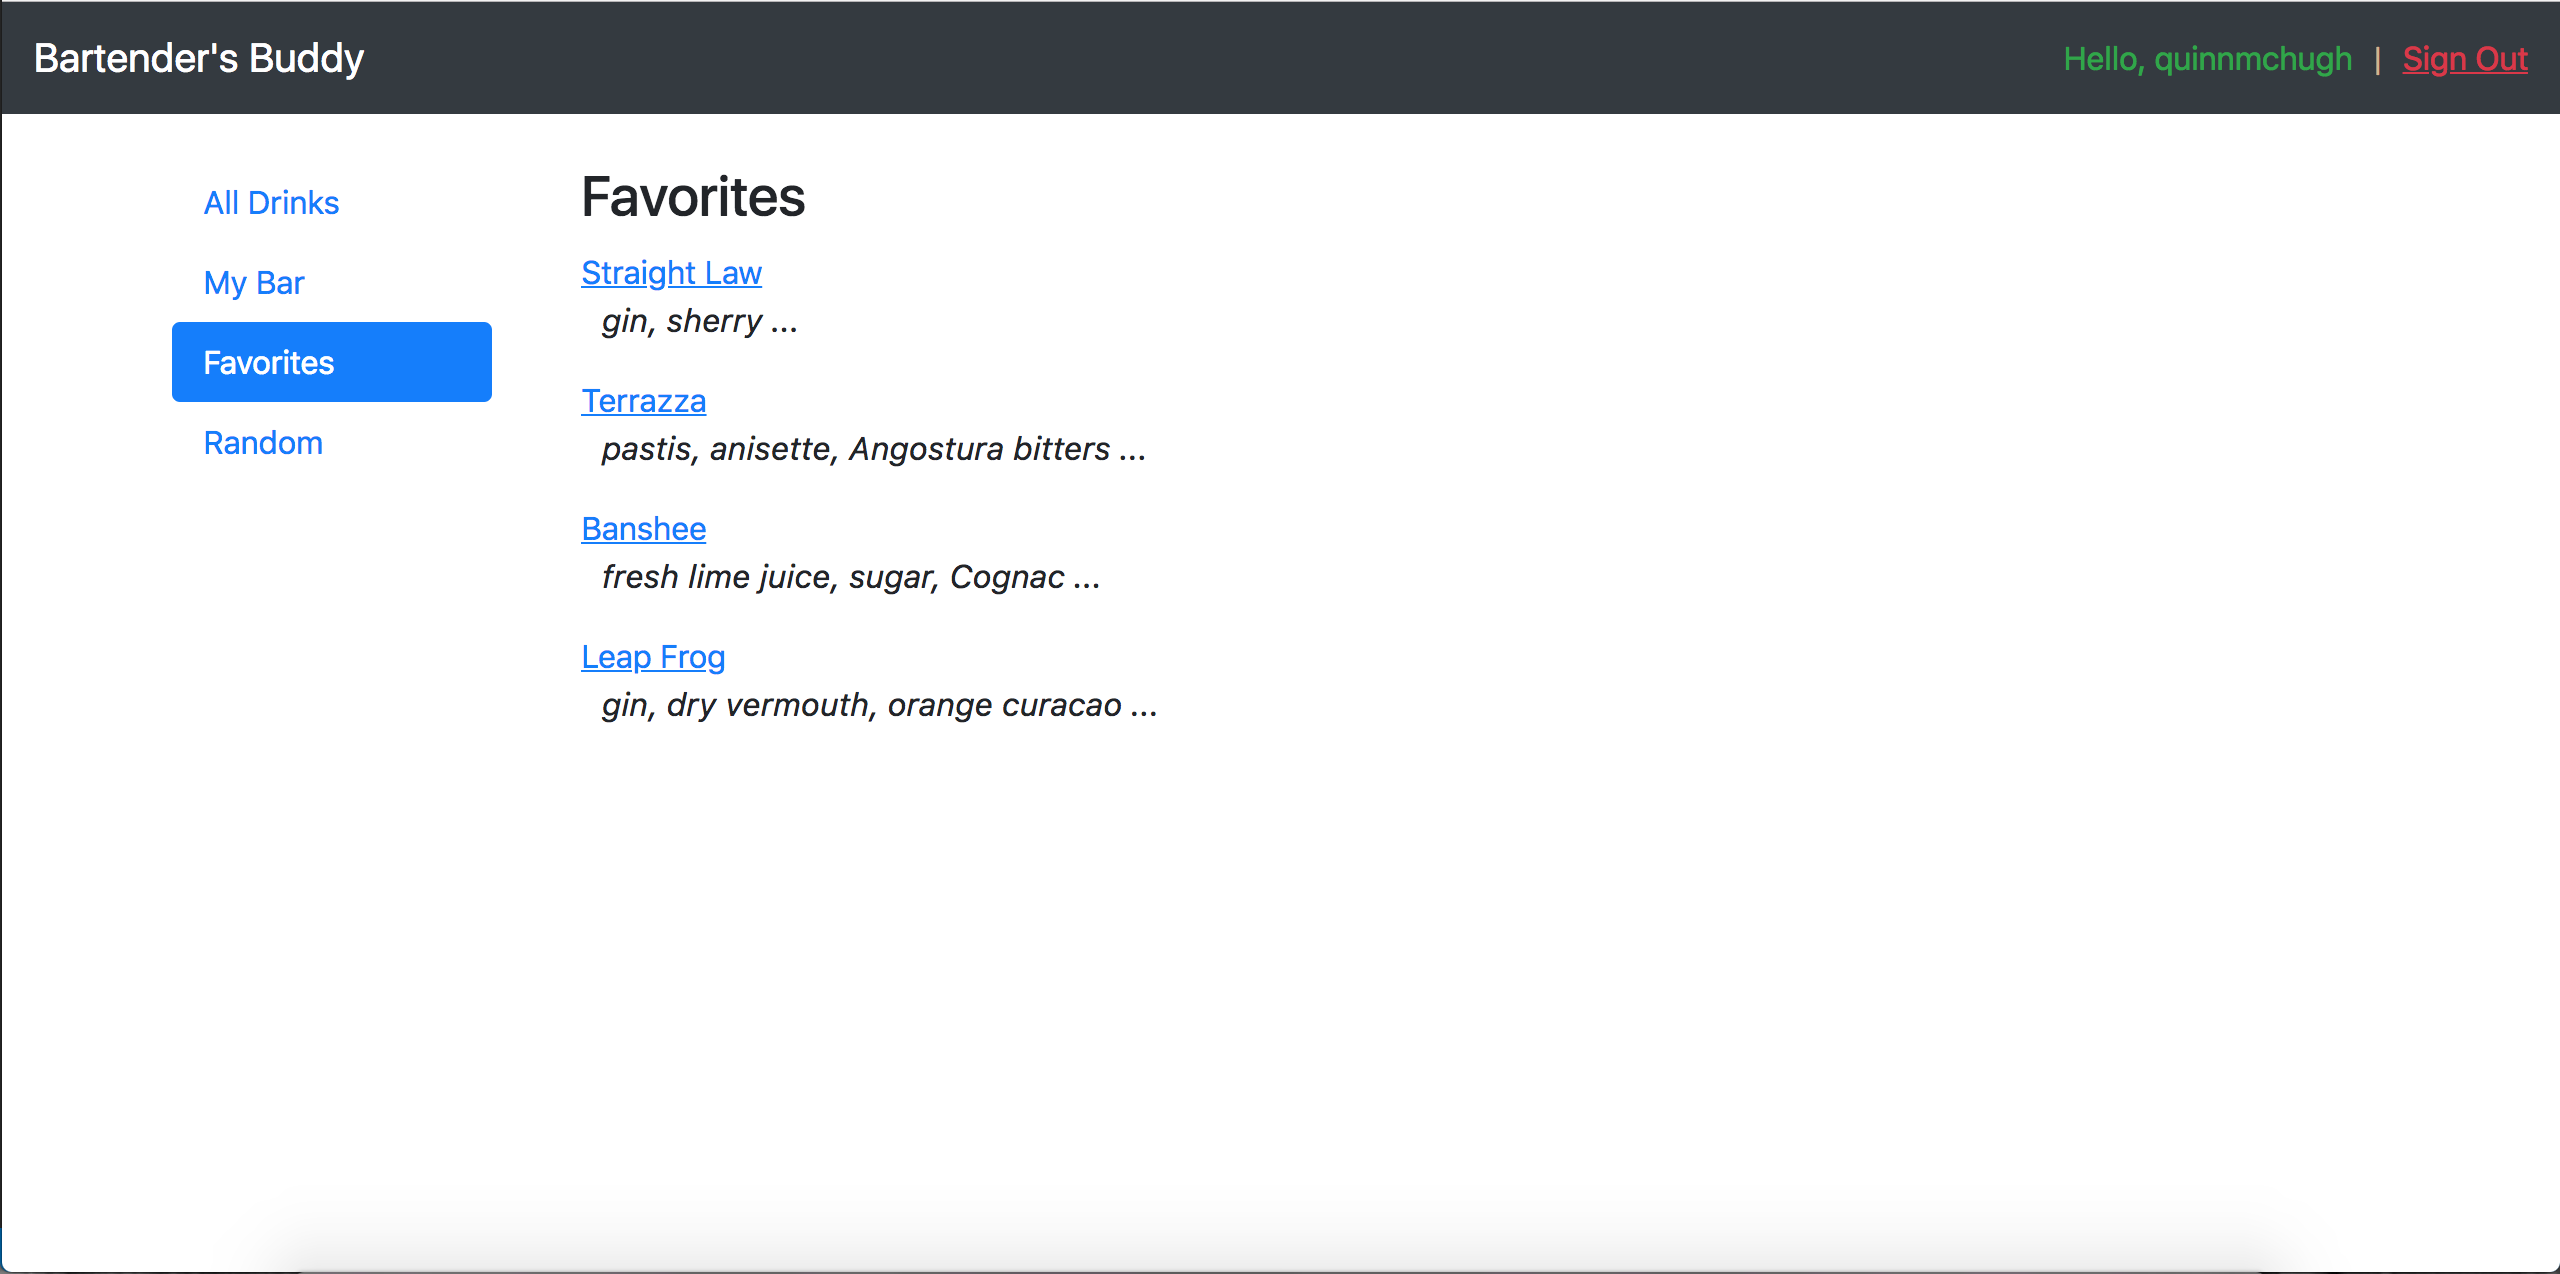 Bartender's Buddy
Hello, quinnmchugh | Sign Out
All Drinks
My Bar
Favorites
Random
Favorites
Straight Law
gin, sherry ...
Terrazza
pastis, anisette, Angostura bitters ...
Banshee
fresh lime juice, sugar, Cognac ...
Leap Frog
gin, dry vermouth, orange curacao ...